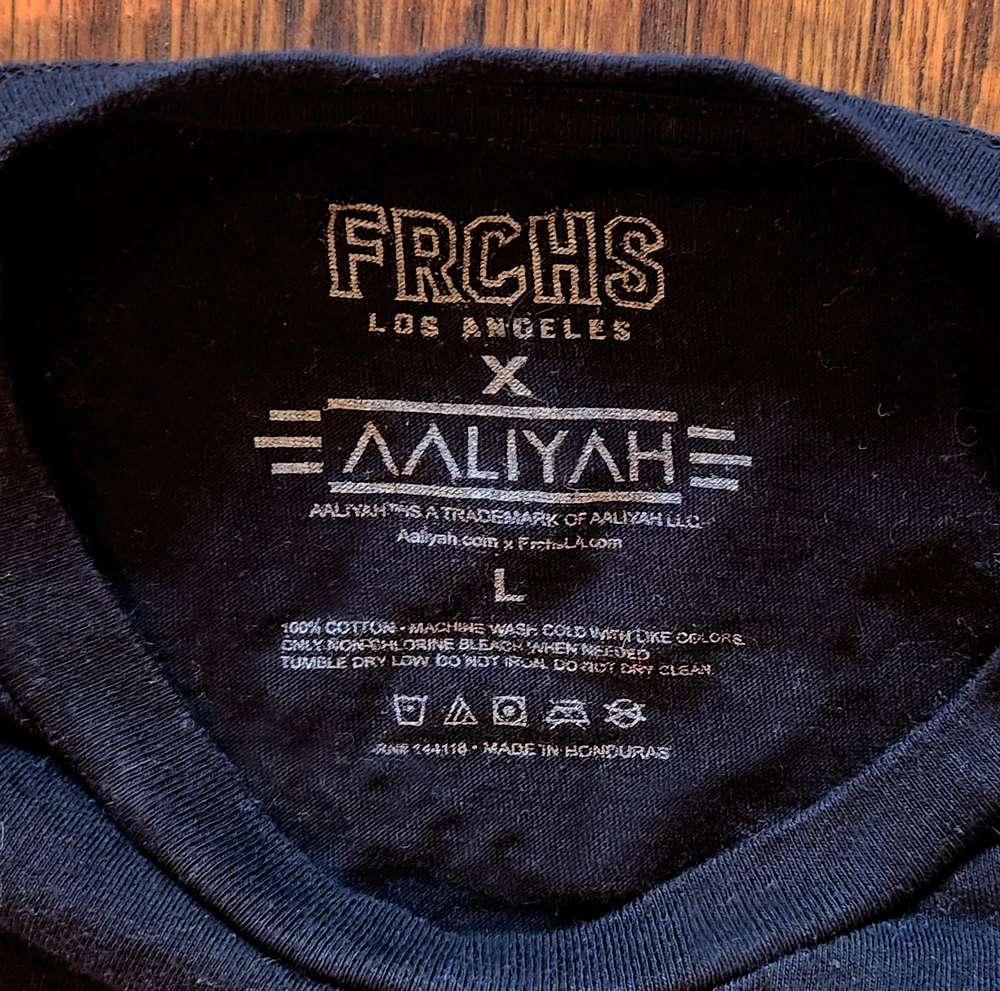 FRCHS
LOS ANGELES
X
AALIYAH
AALIYAH™ IS A TRADEMARK OF AALIYAH LLC.
Aaliyah.com x FrchsLA.com
L
100% COTTON • MACHINE WASH COLD WITH LIKE COLORS
ONLY NON-CHLORINE BLEACH WHEN NEEDED
TUMBLE DRY LOW. DO NOT IRON. DO NOT DRY CLEAN.
RN# 144116 • MADE IN HONDURAS